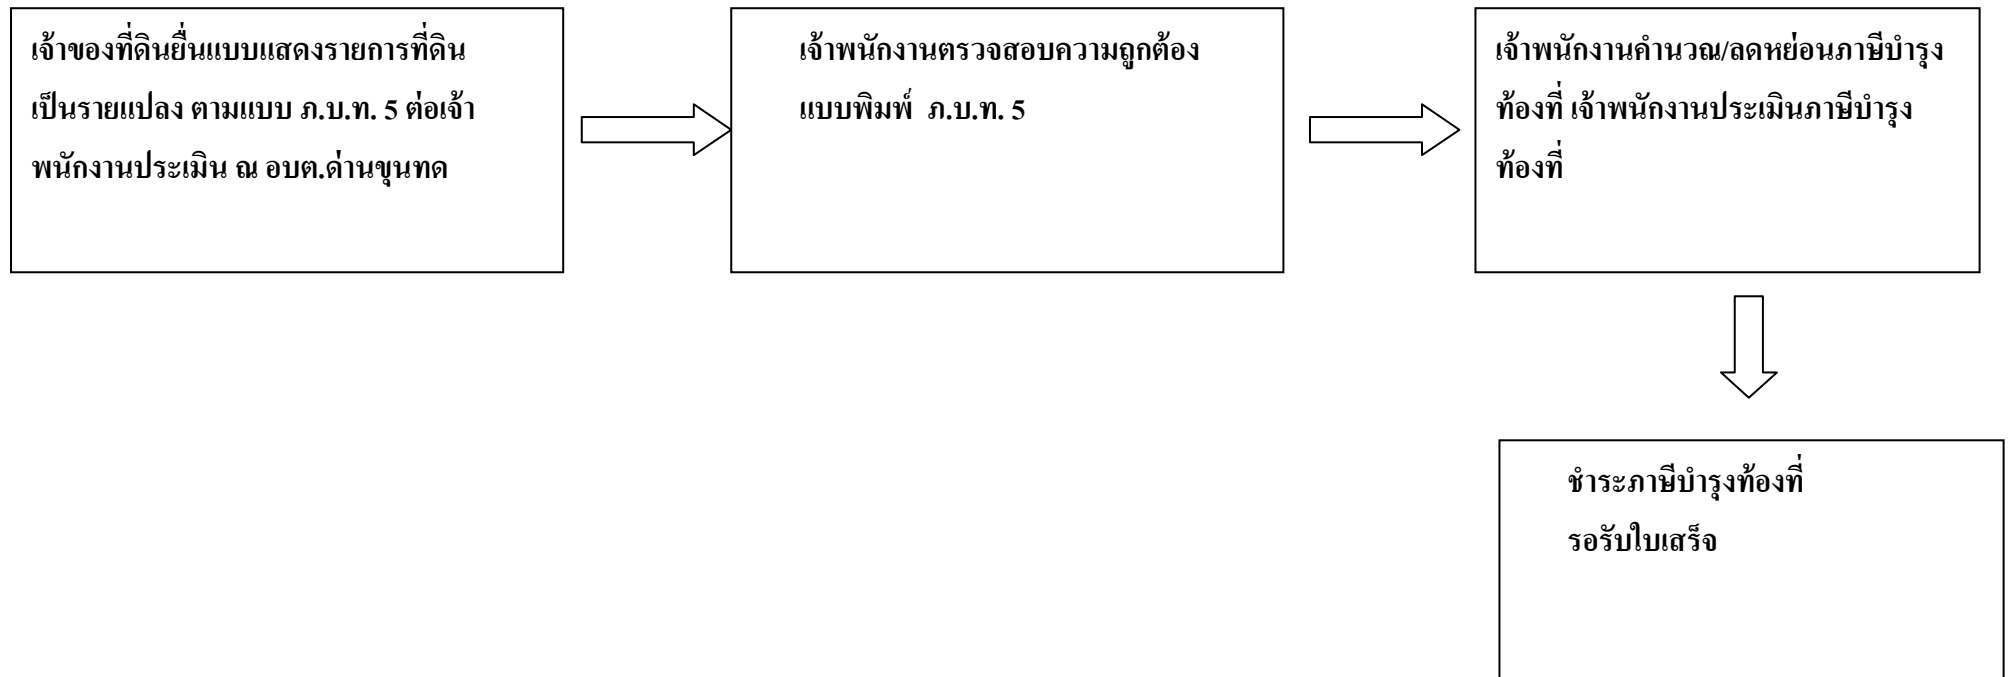 เจ้าของที่ดินยื่นแบบแสดงรายการที่ดิน
เป็นรายแปลง ตามแบบ ภ.บ.ท. 5 ต่อเจ้า
พนักงานประเมิน ณ อบต.ด่านขุนทด
เจ้าพนักงานตรวจสอบความถูกต้อง
แบบพิมพ์ ภ.บ.ท. 5
เจ้าพนักงานคำนวณ/ลดหย่อนภาษีบำรุง
ท้องที่ เจ้าพนักงานประเมินภาษีบำรุง
ท้องที่
ชำระภาษีบำรุงท้องที่
รอรับใบเสร็จ